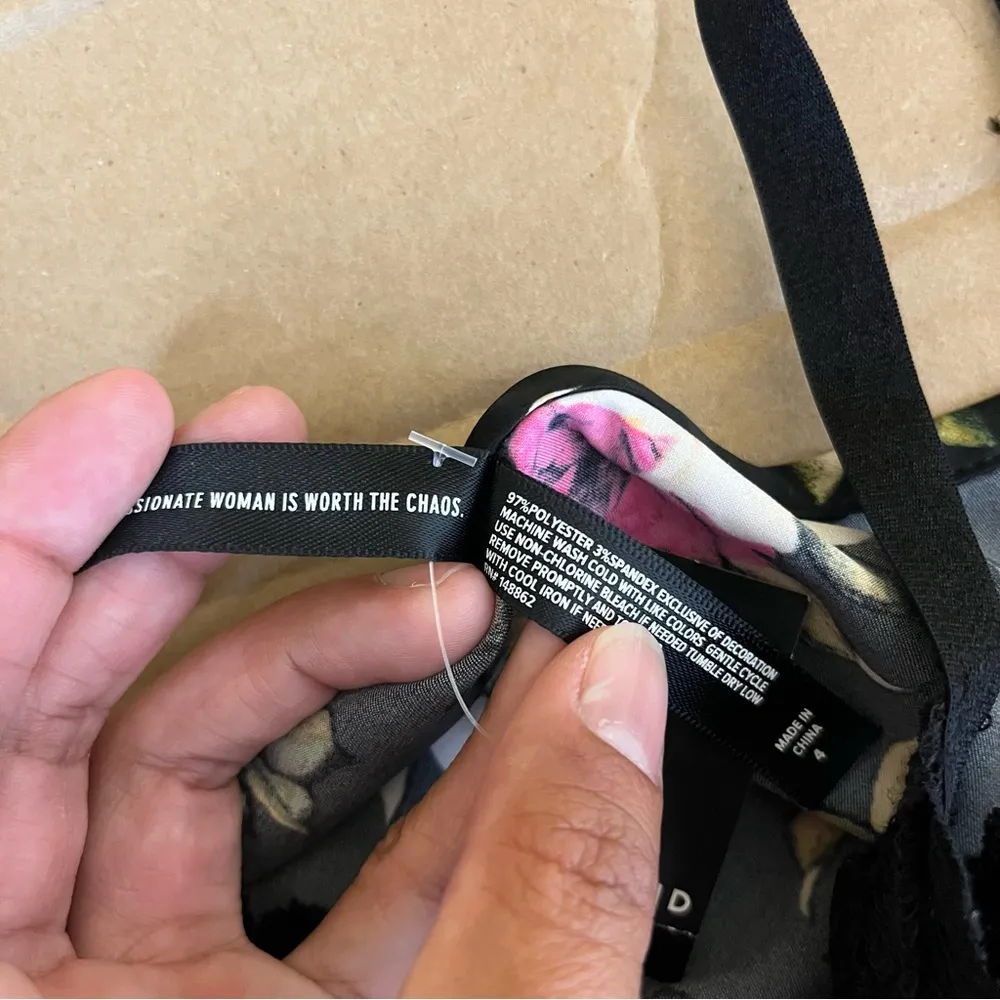 WOMAN IS WORTH THE CHAOS.
97%POLYESTER 3%SPANDEX EXCLUSIVE OF DECORATION
MACHINE WASH COLD WITH LIKE COLORS GENTLE CYCLE
USE NON-CHLORINE BLEACH IF NEEDED TUMBLE DRY LOW
REMOVE PROMPTLY AND
WITH COOL IRON IF
RN# 148862
MADE IN
CHINA
4
D